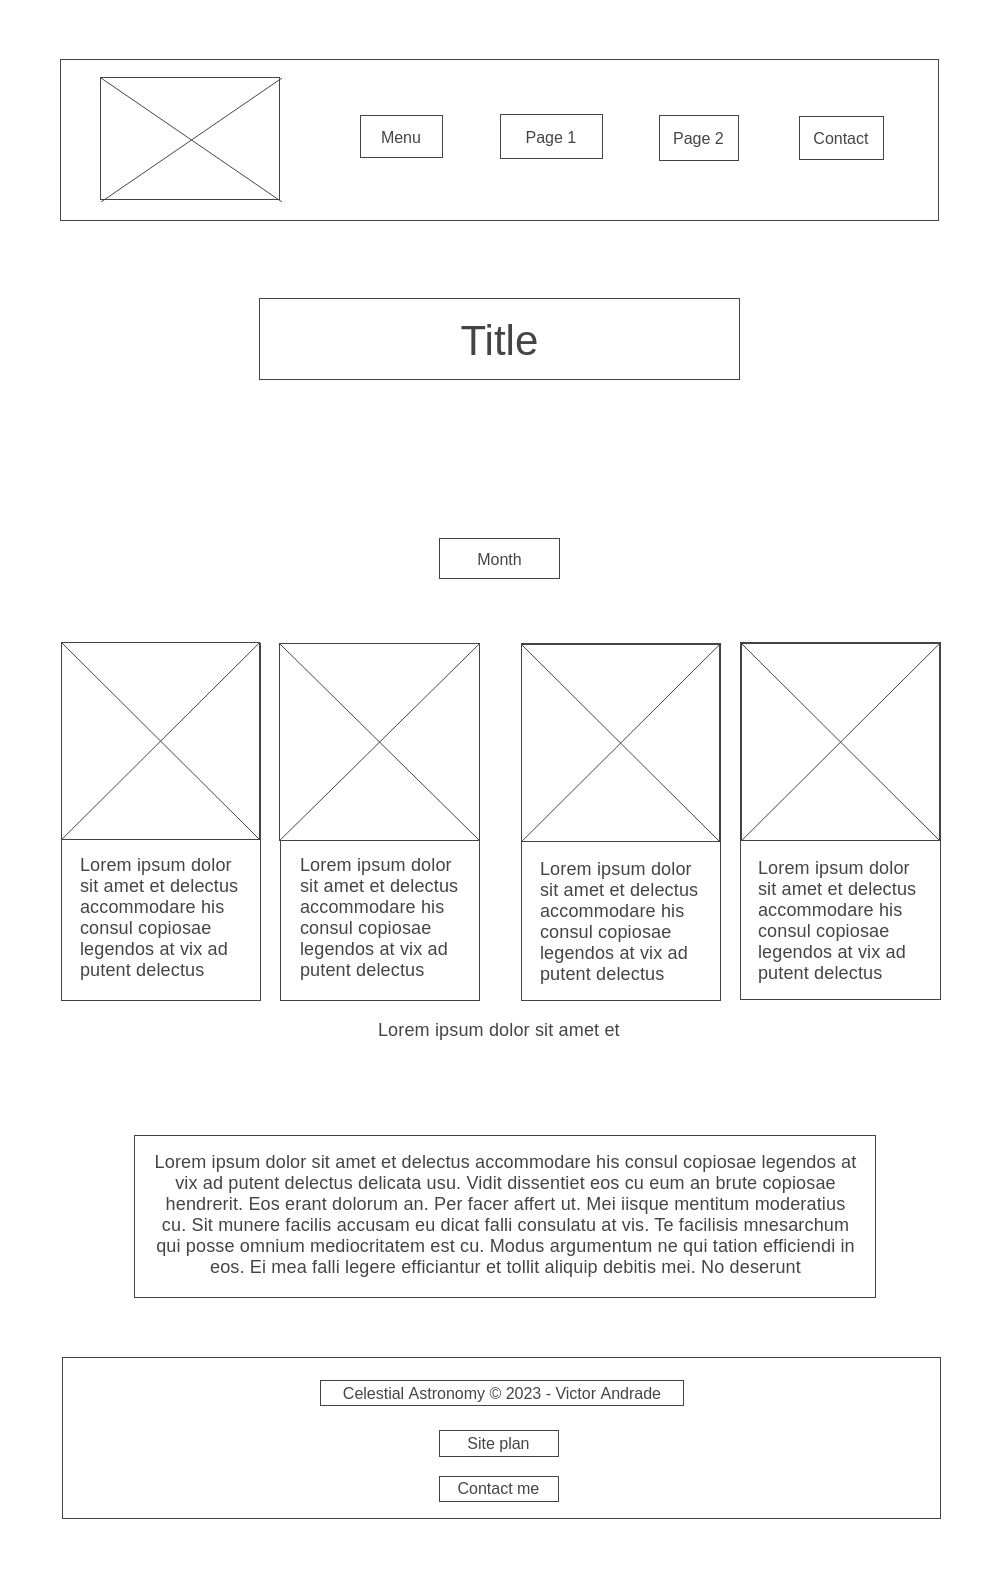 Menu
Page 1
Page 2
Contact
Title
Month
Lorem ipsum dolor
sit amet et delectus
accommodare his
consul copiosae
legendos at vix ad
putent delectus
Lorem ipsum dolor
sit amet et delectus
accommodare his
consul copiosae
legendos at vix ad
putent delectus
Lorem ipsum dolor
sit amet et delectus
accommodare his
consul copiosae
legendos at vix ad
putent delectus
Lorem ipsum dolor
sit amet et delectus
accommodare his
consul copiosae
legendos at vix ad
putent delectus
Lorem ipsum dolor sit amet et
Lorem ipsum dolor sit amet et delectus accommodare his consul copiosae legendos at
vix ad putent delectus delicata usu. Vidit dissentiet eos cu eum an brute copiosae
hendrerit. Eos erant dolorum an. Per facer affert ut. Mei iisque mentitum moderatius
cu. Sit munere facilis accusam eu dicat falli consulatu at vis. Te facilisis mnesarchum
qui posse omnium mediocritatem est cu. Modus argumentum ne qui tation efficiendi in
eos. Ei mea falli legere efficiantur et tollit aliquip debitis mei. No deserunt
Celestial Astronomy © 2023 - Victor Andrade
Site plan
Contact me